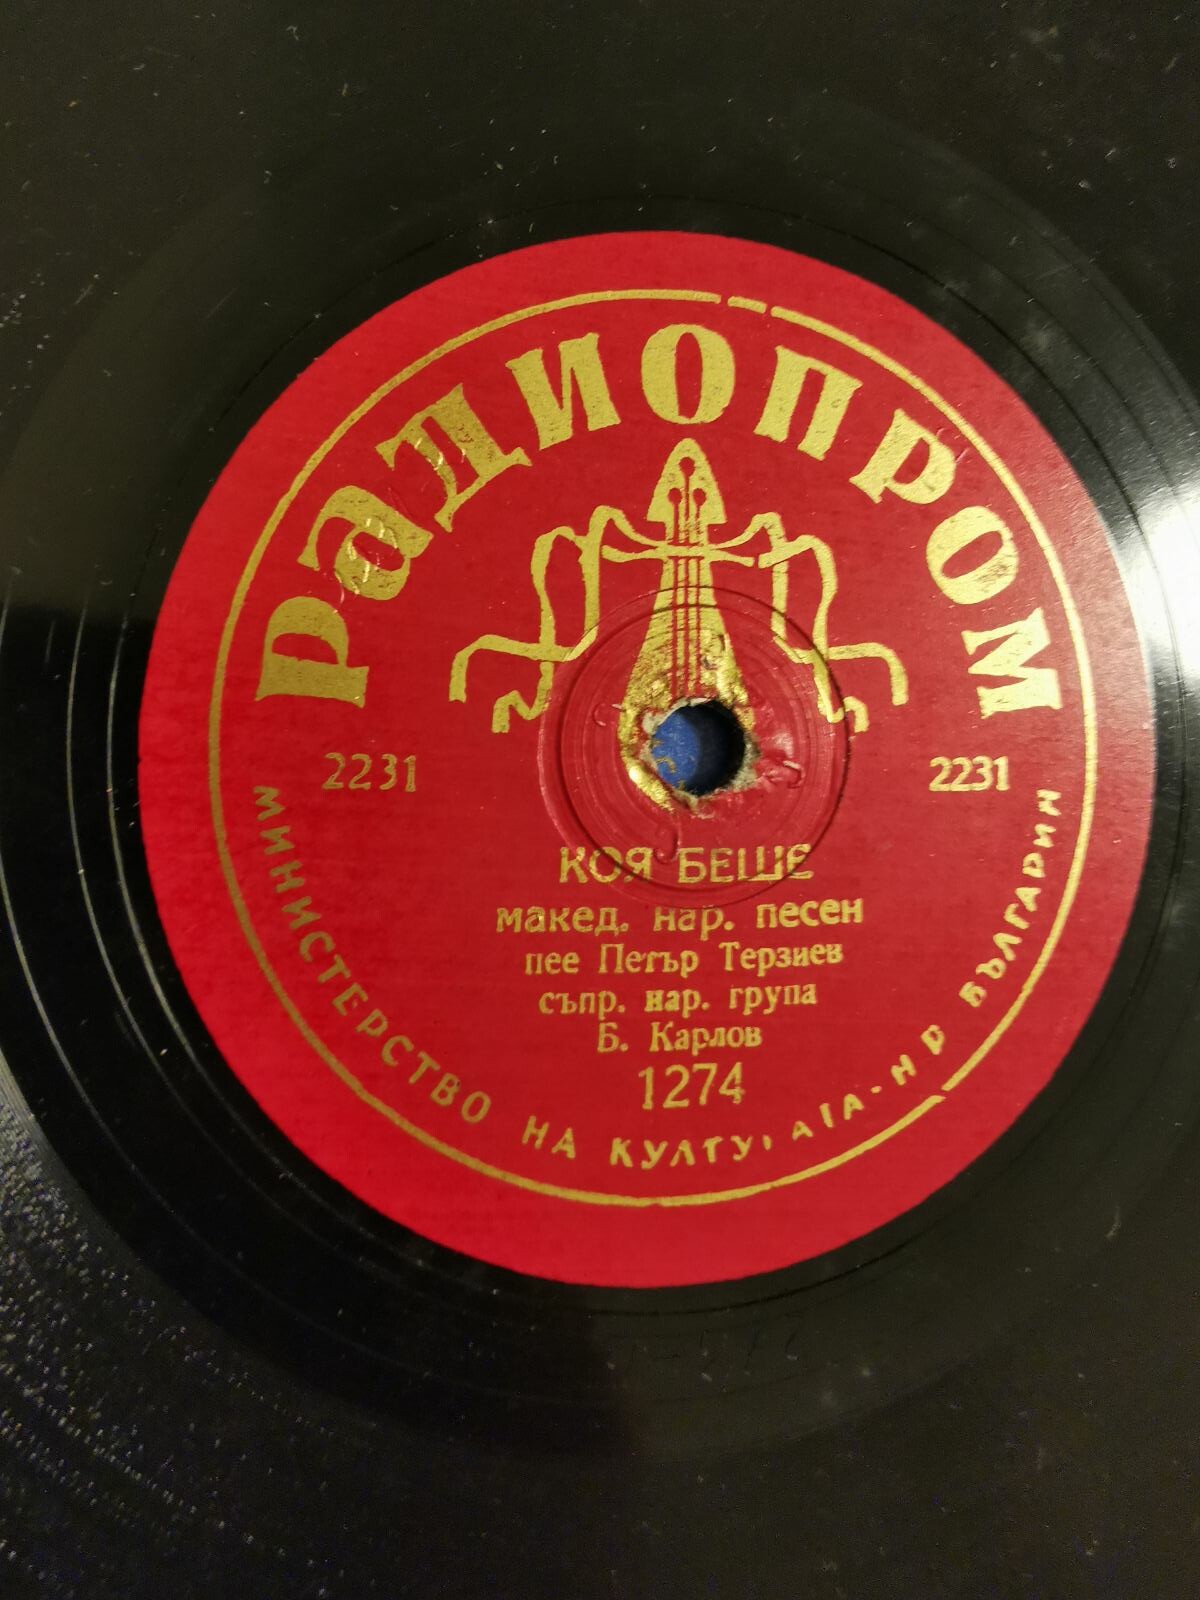 РАДИОПРОМ
2231 2231
КОЯ БЕШЕ
макед. нар. песен
пее Петър Терзиев
съпр. нар. група
Б. Карлов
1274
МИНИСТЕРСТВО НА КУЛТУРАТА-НР БЪЛГАРИЯ